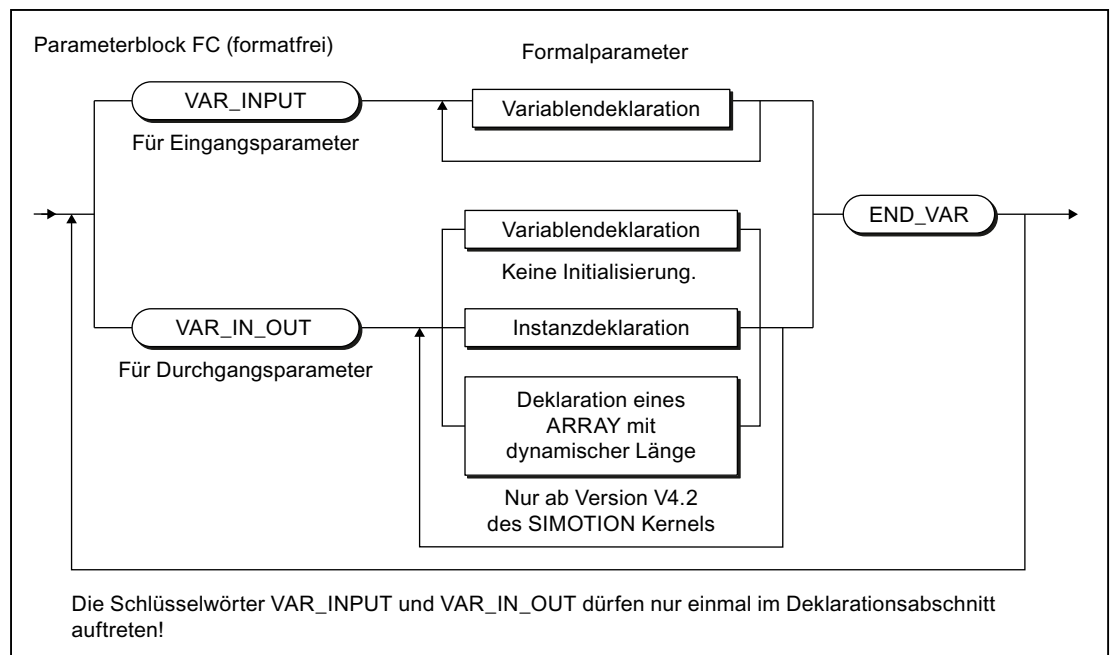 Parameterblock FC (formatfrei)
Formalparameter
VAR_INPUT
Variablendeklaration
Für Eingangsparameter
Variablendeklaration
END_VAR
Keine Initialisierung.
VAR_IN_OUT
Instanzdeklaration
Für Durchgangsparameter
Deklaration eines
ARRAY mit
dynamischer Länge
Nur ab Version V4.2
des SIMOTION Kernels
Die Schlüsselwörter VAR_INPUT und VAR_IN_OUT dürfen nur einmal im Deklarationsabschnitt
auftreten!